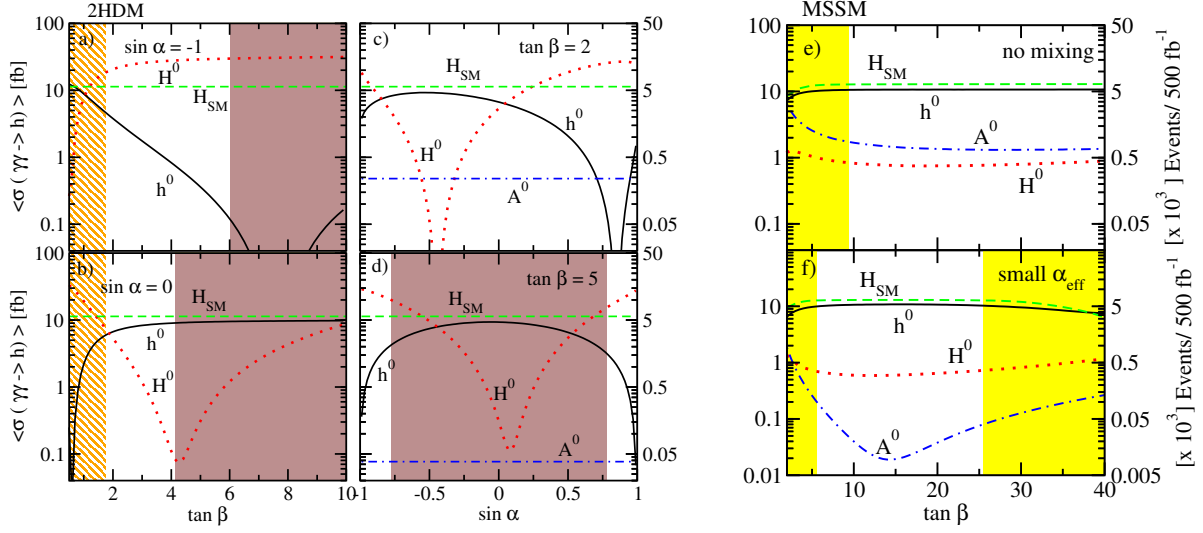 2HDM
<σ ( γγ -> h) > [fb]
100
10
1
0.1
a)
sin α = -1
H⁰
H_SM
h⁰
c)
tan β = 2
H_SM
h⁰
H⁰
A⁰
50
5
0.5
0.05
<σ ( γγ -> h) > [fb]
100
10
1
0.1
b)
sin α = 0
H_SM
h⁰
H⁰
2 4 6 8 10
tan β
d)
tan β = 5
H_SM
h⁰
H⁰
A⁰
50
5
0.5
0.05
-1 -0.5 0 0.5 1
sin α
MSSM
100
10
1
0.1
e)
no mixing
H_SM
h⁰
A⁰
H⁰
50
5
0.5
0.05
[x 10³ ] Events/ 500 fb⁻¹
100
10
1
0.1
0.01
f)
small α_eff
H_SM
h⁰
H⁰
A⁰
50
5
0.5
0.05
0.005
[x 10³ ] Events/ 500 fb⁻¹
10 20 30 40
tan β